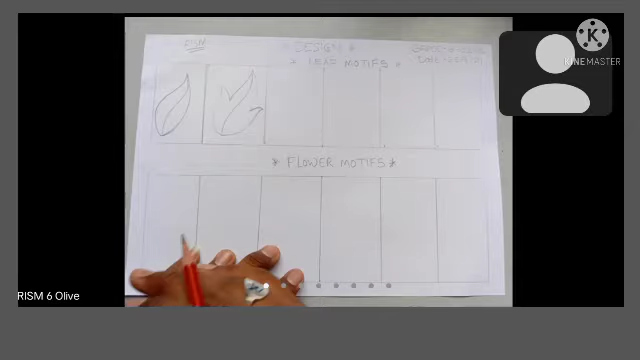 * DESIGN *
* LEAF MOTIFS *
* FLOWER MOTIFS *
K
KINEMASTER
RISM 6 Olive